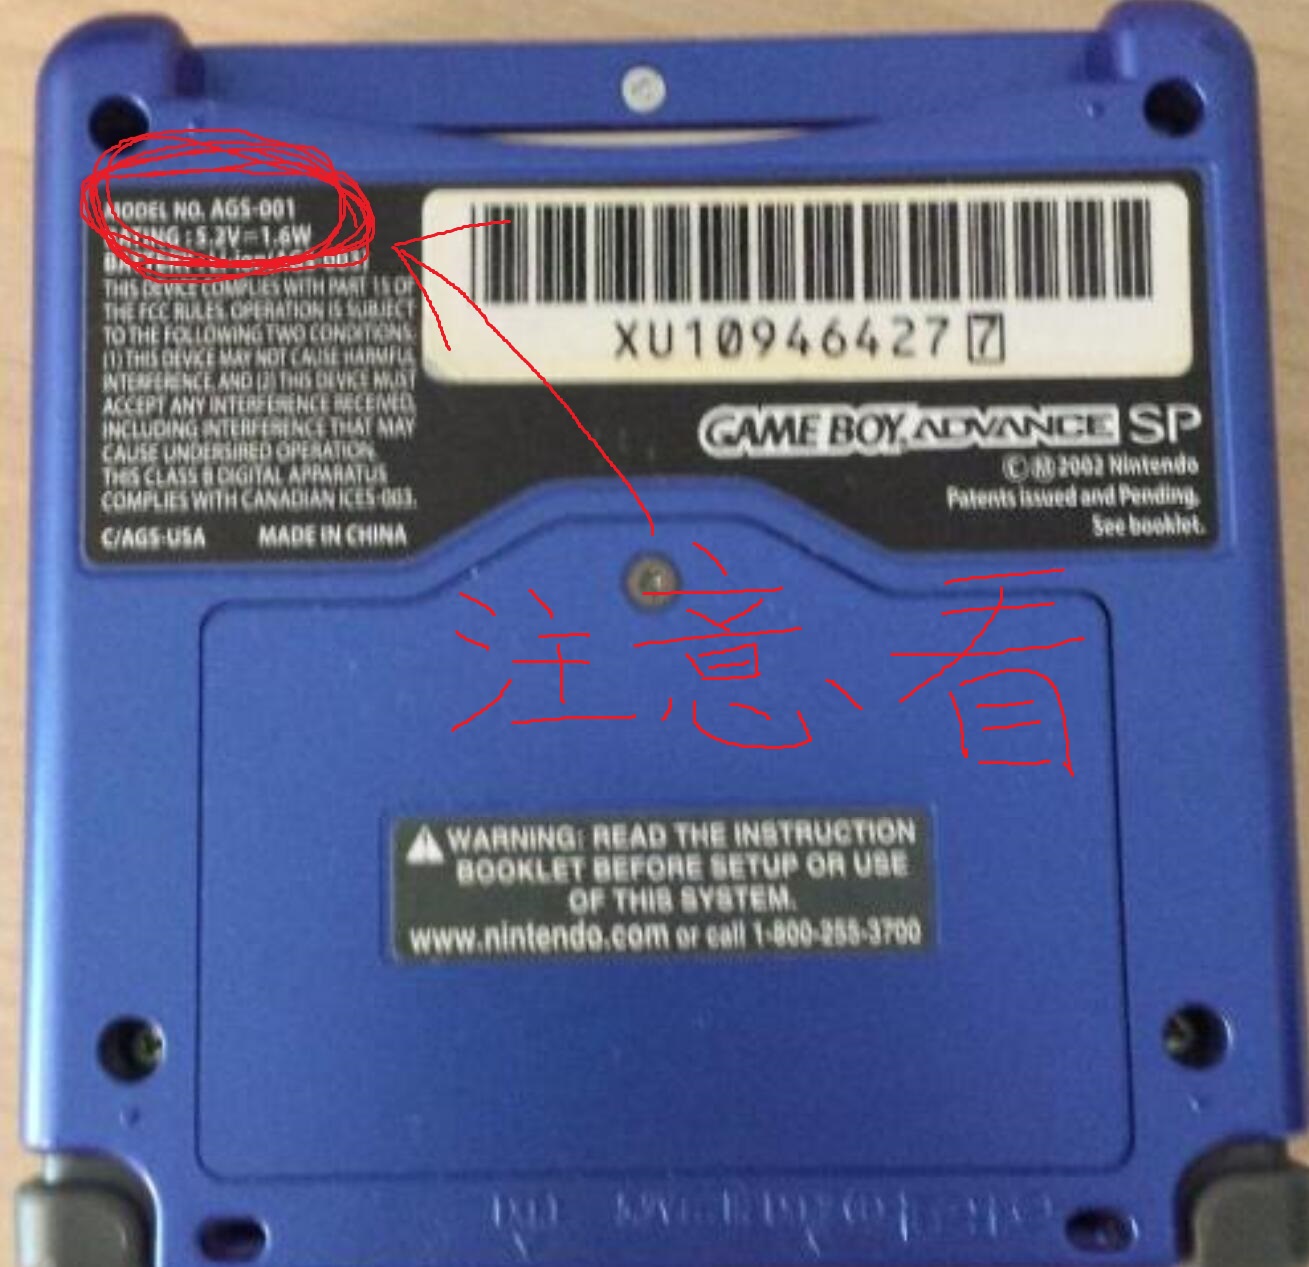 MODEL NO. AGS-001
RATING : 5.2V⎓1.6W
THIS DEVICE COMPLIES WITH PART 15 OF
THE FCC RULES. OPERATION IS SUBJECT
TO THE FOLLOWING TWO CONDITIONS.
(1) THIS DEVICE MAY NOT CAUSE HARMFUL
INTERFERENCE, AND (2) THIS DEVICE MUST
ACCEPT ANY INTERFERENCE RECEIVED,
INCLUDING INTERFERENCE THAT MAY
CAUSE UNDERSIRED OPERATION.
THIS CLASS B DIGITAL APPARATUS
COMPLIES WITH CANADIAN ICES-003.
C/AGS-USA MADE IN CHINA
XU10946427 7
GAME BOY ADVANCE SP
© Ⓜ 2002 Nintendo
Patents issued and Pending.
See booklet.
注意看
WARNING: READ THE INSTRUCTION
BOOKLET BEFORE SETUP OR USE
OF THIS SYSTEM.
www.nintendo.com or call 1-800-255-3700